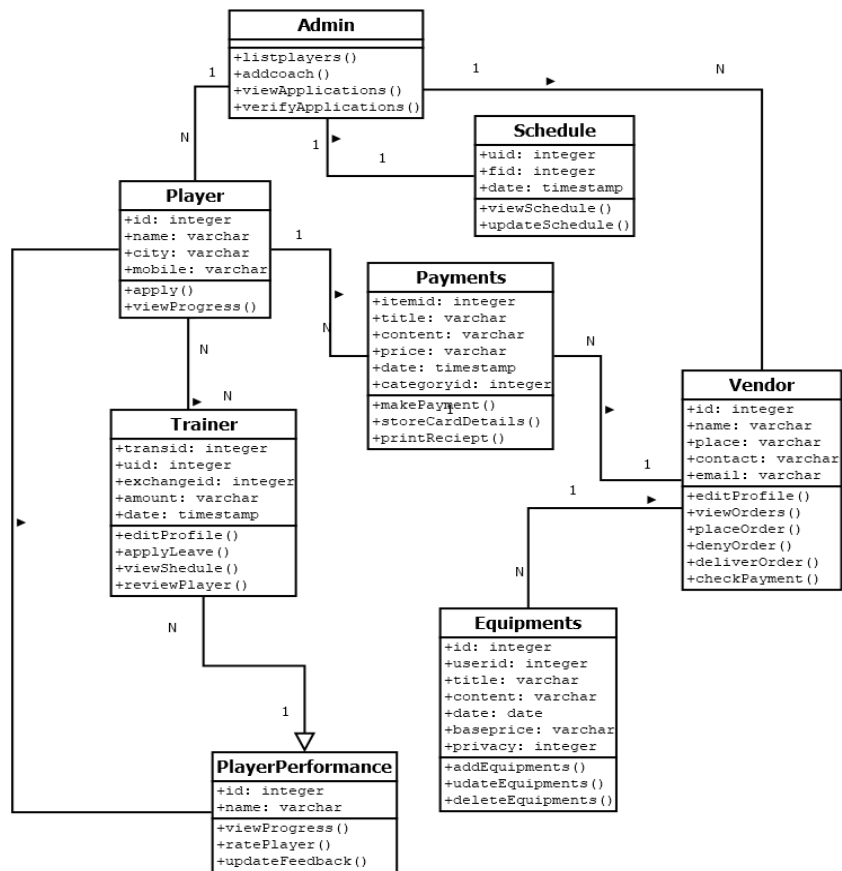 Admin
+listplayers()
+addcoach()
+viewApplications()
+verifyApplications()
1
N
1
N
1
1
Schedule
+uid: integer
+fid: integer
+date: timestamp
+viewSchedule()
+updateSchedule()
Player
+id: integer
+name: varchar
+city: varchar
+mobile: varchar
+apply()
+viewProgress()
1
N
Payments
+itemid: integer
+title: varchar
+content: varchar
+price: varchar
+date: timestamp
+categoryid: integer
+makePayment()
1
+storeCardDetails()
+printReciept()
N
1
N
N
Trainer
+transid: integer
+uid: integer
+exchangeid: integer
+amount: varchar
+date: timestamp
+editProfile()
+applyLeave()
+viewShedule()
+reviewPlayer()
Vendor
+id: integer
+name: varchar
+place: varchar
+contact: varchar
+email: varchar
+editProfile()
+viewOrders()
+placeOrder()
+denyOrder()
+deliverOrder()
+checkPayment()
1
N
Equipments
+id: integer
+userid: integer
+title: varchar
+content: varchar
+date: date
+baseprice: varchar
+privacy: integer
+addEquipments()
+udateEquipments()
+deleteEquipments()
N
1
PlayerPerformance
+id: integer
+name: varchar
+viewProgress()
+ratePlayer()
+updateFeedback()